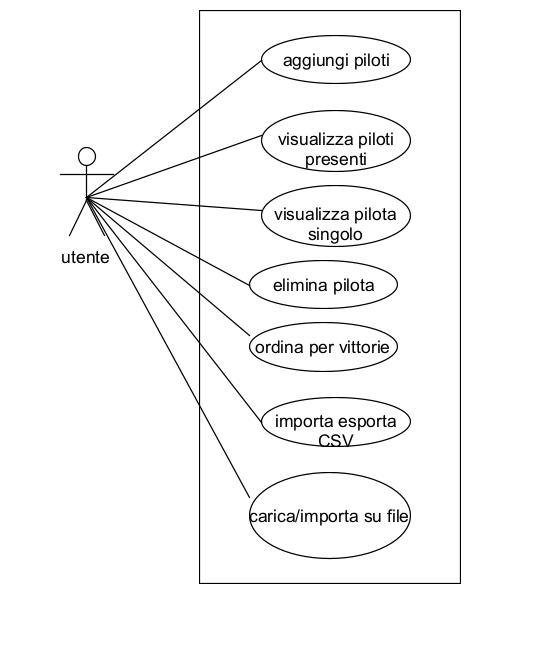 aggiungi piloti
visualizza piloti
presenti
visualizza pilota
singolo
utente
elimina pilota
ordina per vittorie
importa esporta
CSV
carica/importa su file